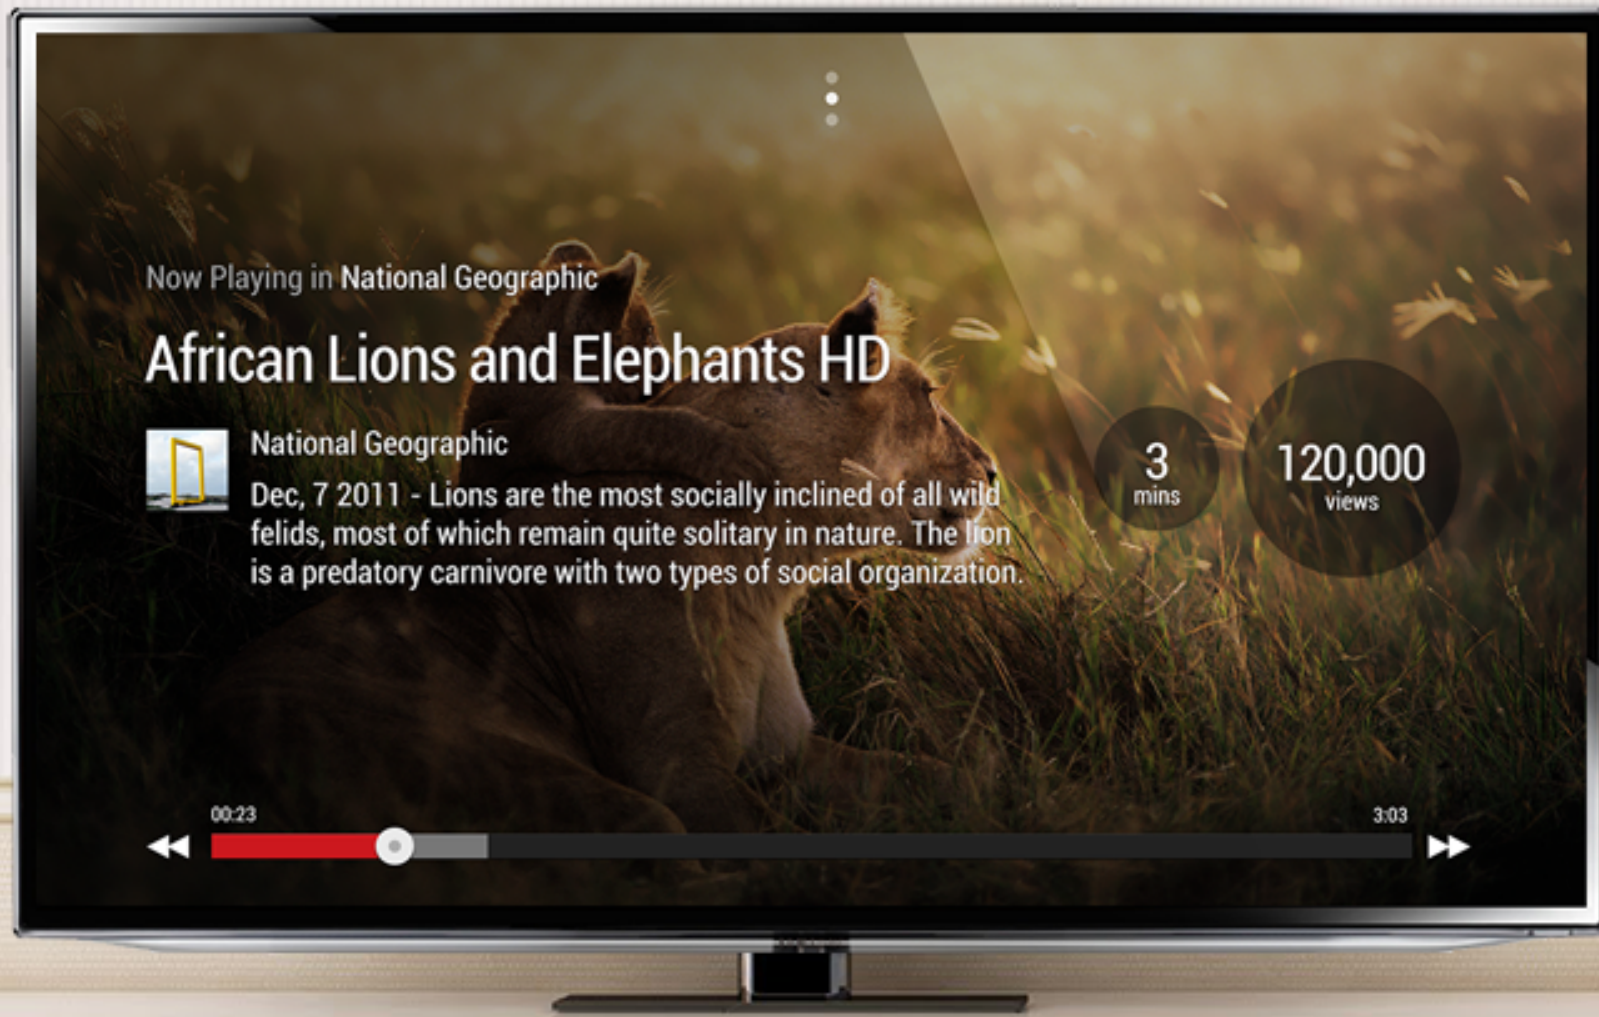 Now Playing in National Geographic
African Lions and Elephants HD
National Geographic
Dec, 7 2011 - Lions are the most socially inclined of all wild
felids, most of which remain quite solitary in nature. The lion
is a predatory carnivore with two types of social organization.
3
mins
120,000
views
00:23
3:03